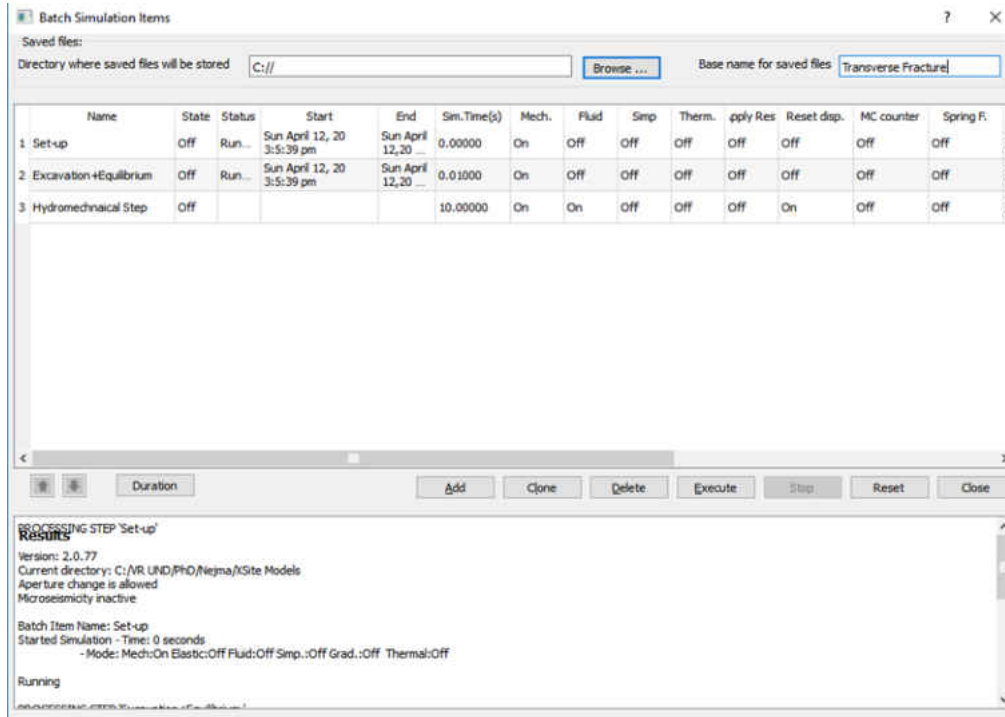 Batch Simulation Items
?
Saved files:
Directory where saved files will be stored C:// Browse ... Base name for saved files Transverse Fracture
Name State Status Start End Sim.Time(s) Mech. Fluid Simp Therm. pply Res Reset disp. MC counter Spring F.
1 Set-up Off Run... Sun April 12, 20 3:5:39 pm Sun April 12,20 ... 0.00000 On Off Off Off Off Off Off Off
2 Excavation+Equilibrium Off Run... Sun April 12, 20 3:5:39 pm Sun April 12,20 ... 0.01000 On Off Off Off Off Off Off Off
3 Hydromechnaical Step Off 10.00000 On On Off Off Off On Off Off
Duration Add Clone Delete Execute Stop Reset Close
PROCESSING STEP 'Set-up'
Results
Version: 2.0.77
Current directory: C:/VR UND/PhD/Nejma/XSite Models
Aperture change is allowed
Microseismicity inactive
Batch Item Name: Set-up
Started Simulation - Time: 0 seconds
- Mode: Mech:On Elastic:Off Fluid:Off Simp.:Off Grad.:Off Thermal:Off
Running